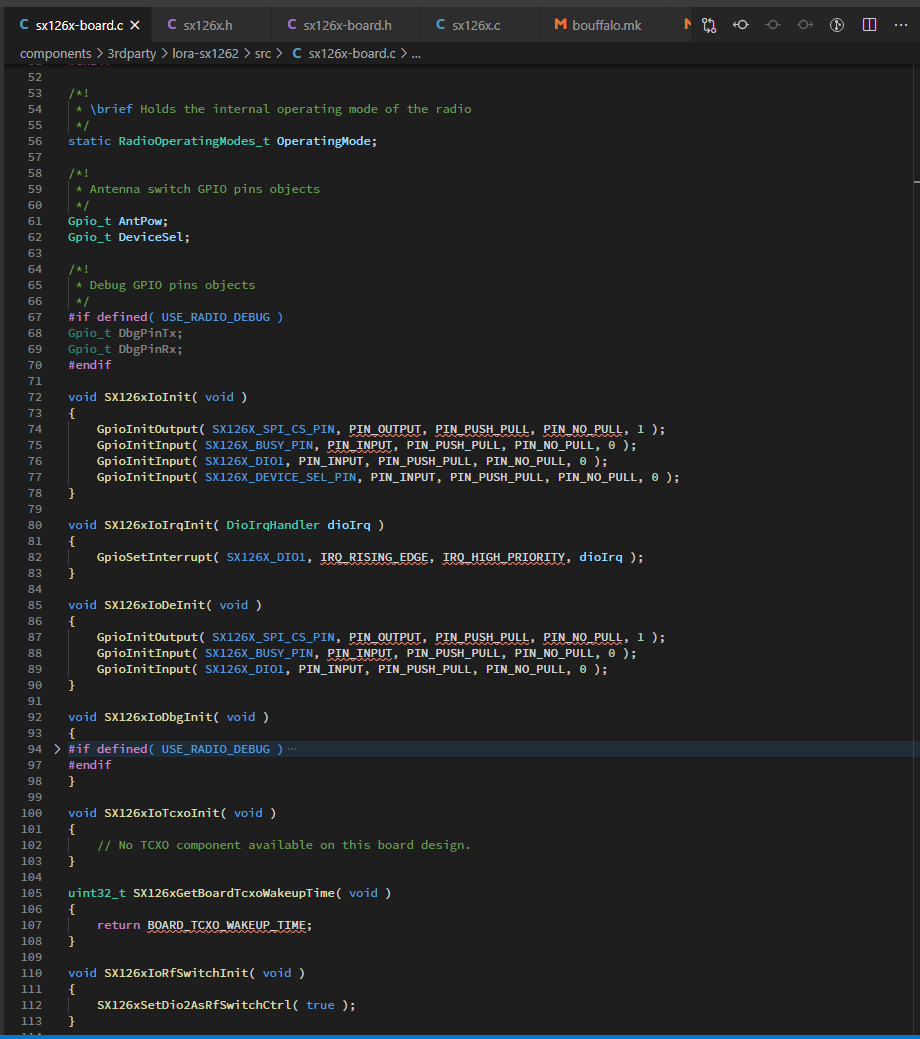 C sx126x-board.c × C sx126x.h C sx126x-board.h C sx126x.c M bouffalo.mk
components > 3rdparty > lora-sx1262 > src > C sx126x-board.c > ...
52
53 /*!
54 * \brief Holds the internal operating mode of the radio
55 */
56 static RadioOperatingModes_t OperatingMode;
57
58 /*!
59 * Antenna switch GPIO pins objects
60 */
61 Gpio_t AntPow;
62 Gpio_t DeviceSel;
63
64 /*!
65 * Debug GPIO pins objects
66 */
67 #if defined( USE_RADIO_DEBUG )
68 Gpio_t DbgPinTx;
69 Gpio_t DbgPinRx;
70 #endif
71
72 void SX126xIoInit( void )
73 {
74 GpioInitOutput( SX126X_SPI_CS_PIN, PIN_OUTPUT, PIN_PUSH_PULL, PIN_NO_PULL, 1 );
75 GpioInitInput( SX126X_BUSY_PIN, PIN_INPUT, PIN_PUSH_PULL, PIN_NO_PULL, 0 );
76 GpioInitInput( SX126X_DIO1, PIN_INPUT, PIN_PUSH_PULL, PIN_NO_PULL, 0 );
77 GpioInitInput( SX126X_DEVICE_SEL_PIN, PIN_INPUT, PIN_PUSH_PULL, PIN_NO_PULL, 0 );
78 }
79
80 void SX126xIoIrqInit( DioIrqHandler dioIrq )
81 {
82 GpioSetInterrupt( SX126X_DIO1, IRQ_RISING_EDGE, IRQ_HIGH_PRIORITY, dioIrq );
83 }
84
85 void SX126xIoDeInit( void )
86 {
87 GpioInitOutput( SX126X_SPI_CS_PIN, PIN_OUTPUT, PIN_PUSH_PULL, PIN_NO_PULL, 1 );
88 GpioInitInput( SX126X_BUSY_PIN, PIN_INPUT, PIN_PUSH_PULL, PIN_NO_PULL, 0 );
89 GpioInitInput( SX126X_DIO1, PIN_INPUT, PIN_PUSH_PULL, PIN_NO_PULL, 0 );
90 }
91
92 void SX126xIoDbgInit( void )
93 {
94 > #if defined( USE_RADIO_DEBUG ) ...
97 #endif
98 }
99
100 void SX126xIoTcxoInit( void )
101 {
102 // No TCXO component available on this board design.
103 }
104
105 uint32_t SX126xGetBoardTcxoWakeupTime( void )
106 {
107 return BOARD_TCXO_WAKEUP_TIME;
108 }
109
110 void SX126xIoRfSwitchInit( void )
111 {
112 SX126xSetDio2AsRfSwitchCtrl( true );
113 }